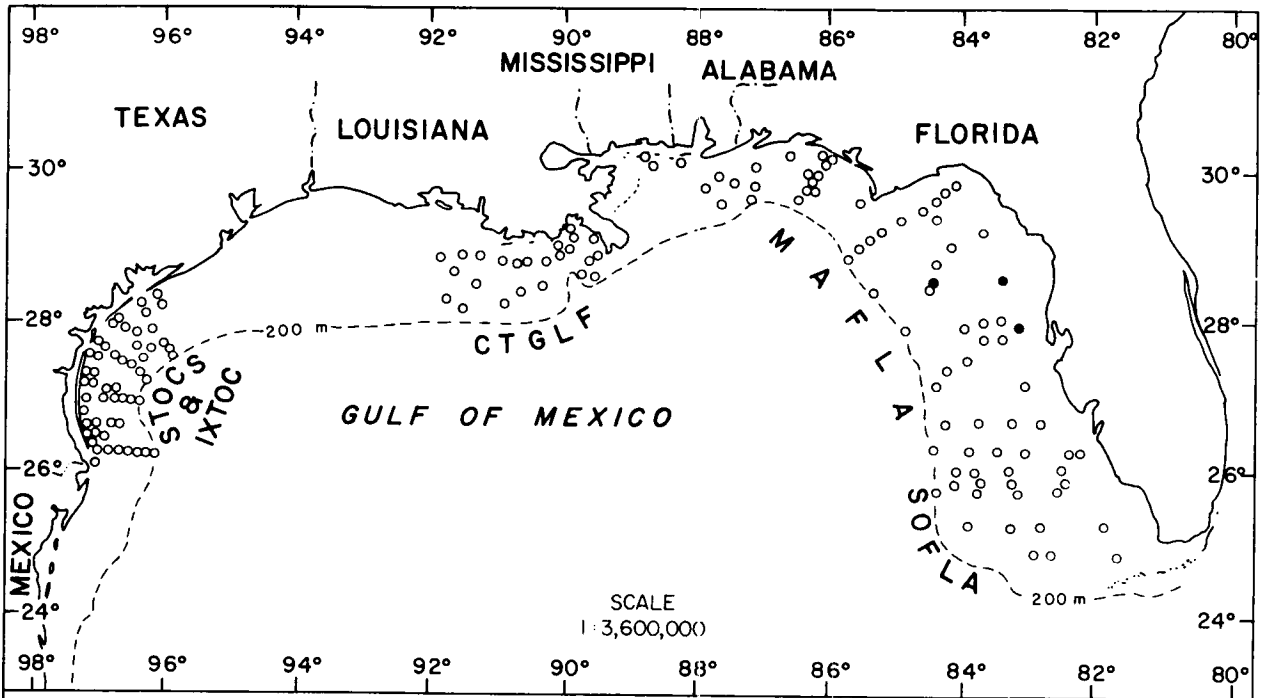 98° 96° 94° 92° 90° 88° 86° 84° 82° 80°
MISSISSIPPI ALABAMA
TEXAS LOUISIANA FLORIDA
30° 30°
MAFLA
28° 28°
200 m
CTGLF
STOCS
&
IXTOC
GULF OF MEXICO
26° 26°
SOFLA
MEXICO
200 m
SCALE
1:3,600,000
24° 24°
98° 96° 94° 92° 90° 88° 86° 84° 82° 80°